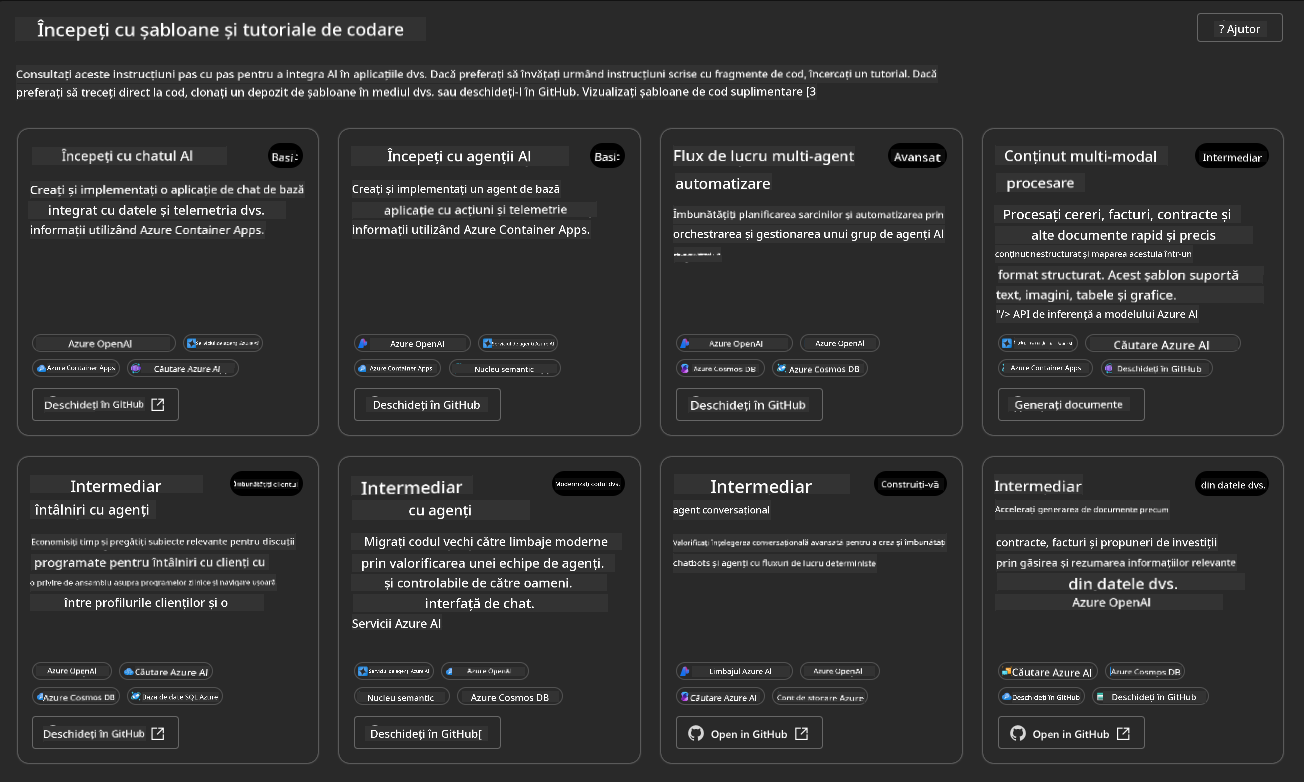 Începeți cu șabloane și tutoriale de codare
? Ajutor
Consultați aceste instrucțiuni pas cu pas pentru a integra AI în aplicațiile dvs. Dacă preferați să învățați urmând instrucțiuni scrise cu fragmente de cod, încercați un tutorial. Dacă
preferați să treceți direct la cod, clonați un depozit de șabloane în mediul dvs. sau deschideți-l în GitHub. Vizualizați șabloane de cod suplimentare [3
Începeți cu chatul AI
Creați și implementați o aplicație de chat de bază
integrat cu datele și telemetria dvs.
informații utilizând Azure Container Apps.
Azure OpenAI
Serviciul de agenți Azure AI
Azure Container Apps
Căutare Azure AI
Deschideți în GitHub
Începeți cu agenții AI
Creați și implementați un agent de bază
aplicație cu acțiuni și telemetrie
informații utilizând Azure Container Apps.
Azure OpenAI
Serviciul de agenți Azure AI
Azure Container Apps
Nucleu semantic
Deschideți în GitHub
Flux de lucru multi-agent
Avansat
automatizare
Îmbunătățiți planificarea sarcinilor și automatizarea prin
orchestrarea și gestionarea unui grup de agenți AI
Azure OpenAI
Azure OpenAI
Azure Cosmos DB
Azure Cosmos DB
Deschideți în GitHub
Conținut multi-modal
Intermediar
procesare
Procesați cereri, facturi, contracte și
alte documente rapid și precis
conținut nestructurat și maparea acestuia într-un
format structurat. Acest șablon suportă
text, imagini, tabele și grafice.
"/> API de inferență a modelului Azure AI
Căutare Azure AI
Azure Container Apps
Deschideți în GitHub
Generați documente
Intermediar
Îmbunătățiți clientul
întâlniri cu agenți
Economisiți timp și pregătiți subiecte relevante pentru discuții
programate pentru întâlniri cu clienți cu
o privire de ansamblu asupra programelor zilnice și navigare ușoară
între profilurile clienților și o
Azure OpenAI
Căutare Azure AI
Azure Cosmos DB
Baza de date SQL Azure
Deschideți în GitHub
Intermediar
Modernizați codul dvs.
cu agenți
Migrați codul vechi către limbaje moderne
prin valorificarea unei echipe de agenți.
și controlabile de către oameni.
interfață de chat.
Servicii Azure AI
Serviciul de agenți Azure AI
Azure OpenAI
Nucleu semantic
Azure Cosmos DB
Deschideți în GitHub[
Intermediar
Construiți-vă
agent conversațional
Valorificați înțelegerea conversațională avansată pentru a crea și îmbunătăți
chatbots și agenți cu fluxuri de lucru deterministe
Limbajul Azure AI
Azure OpenAI
Căutare Azure AI
Cont de stocare Azure
Open in GitHub
Intermediar
din datele dvs.
Accelerați generarea de documente precum
contracte, facturi și propuneri de investiții
prin găsirea și rezumarea informațiilor relevante
din datele dvs.
Azure OpenAI
Căutare Azure AI
Azure Cosmos DB
Deschideți în GitHub
Deschideți în GitHub
Open in GitHub